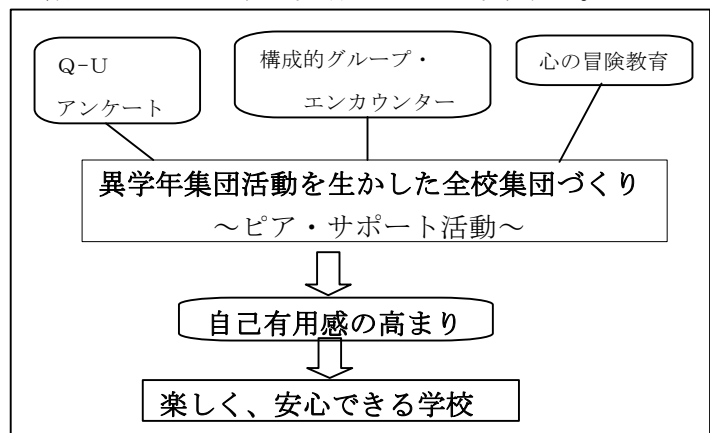 Q-U
アンケート
構成的グループ・
エンカウンター
心の冒険教育
異学年集団活動を生かした全校集団づくり
～ピア・サポート活動～
自己有用感の高まり
楽しく、安心できる学校